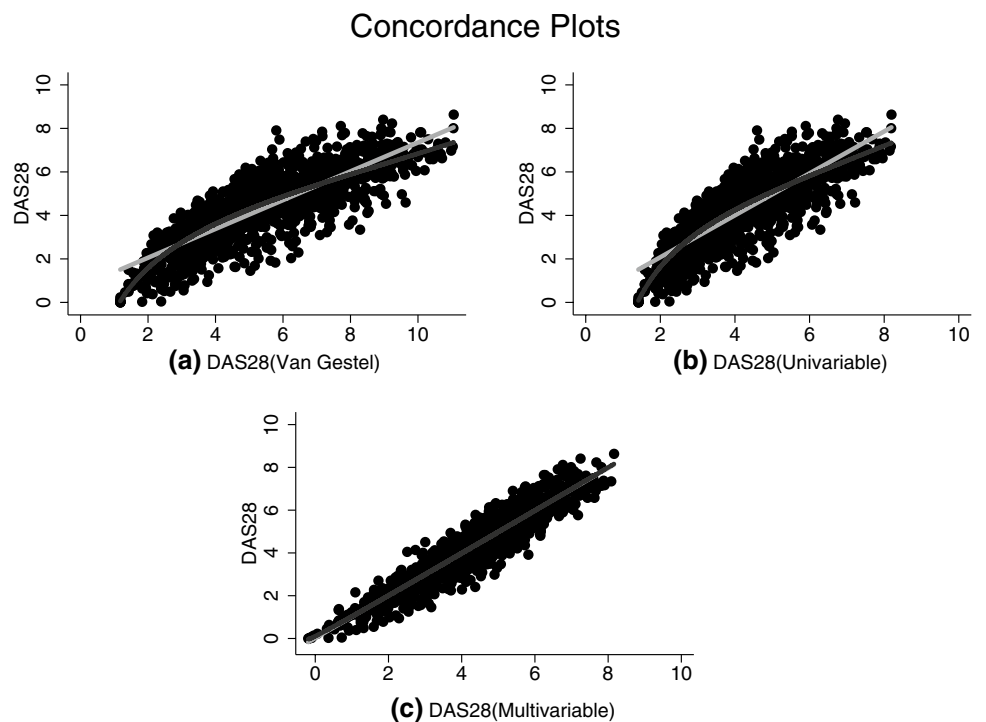 Concordance Plots
DAS28
10
8
6
4
2
0
0 2 4 6 8 10
(a) DAS28(Van Gestel)
DAS28
10
8
6
4
2
0
0 2 4 6 8 10
(b) DAS28(Univariable)
DAS28
10
8
6
4
2
0
0 2 4 6 8 10
(c) DAS28(Multivariable)